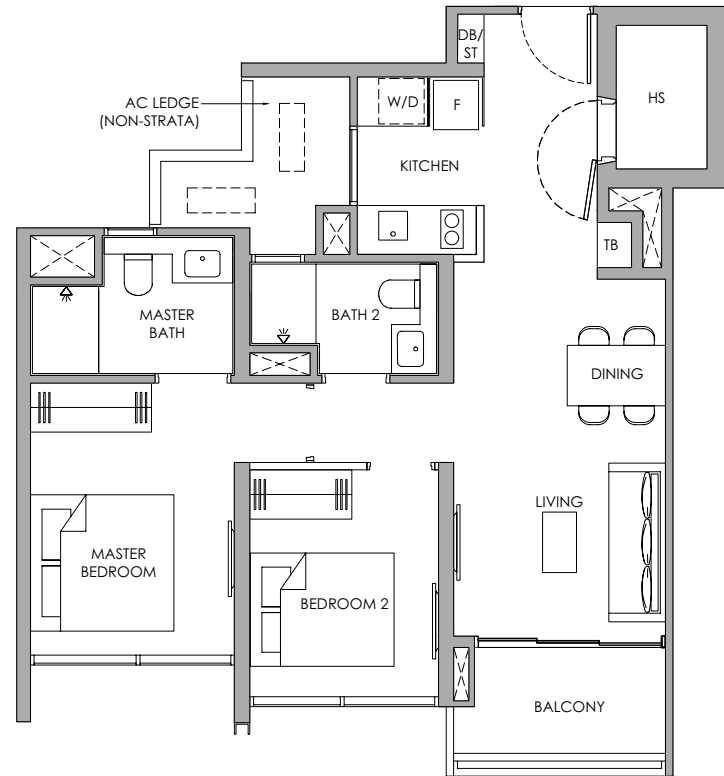 DB/
ST
AC LEDGE
(NON-STRATA)
W/D
F
HS
KITCHEN
TB
MASTER
BATH
BATH 2
DINING
LIVING
MASTER
BEDROOM
BEDROOM 2
BALCONY